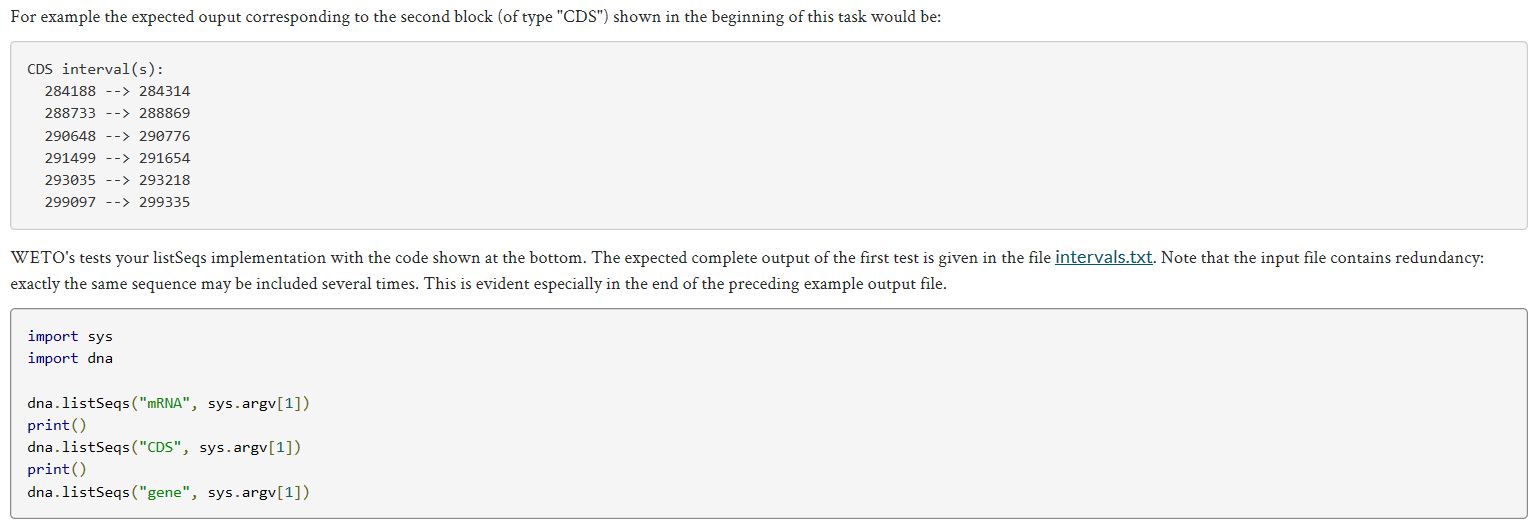 For example the expected ouput corresponding to the second block (of type "CDS") shown in the beginning of this task would be:
CDS interval(s):
  284188 --> 284314
  288733 --> 288869
  290648 --> 290776
  291499 --> 291654
  293035 --> 293218
  299097 --> 299335
WETO's tests your listSeqs implementation with the code shown at the bottom. The expected complete output of the first test is given in the file intervals.txt. Note that the input file contains redundancy:
exactly the same sequence may be included several times. This is evident especially in the end of the preceding example output file.
import sys
import dna
dna.listSeqs("mRNA", sys.argv[1])
print()
dna.listSeqs("CDS", sys.argv[1])
print()
dna.listSeqs("gene", sys.argv[1])